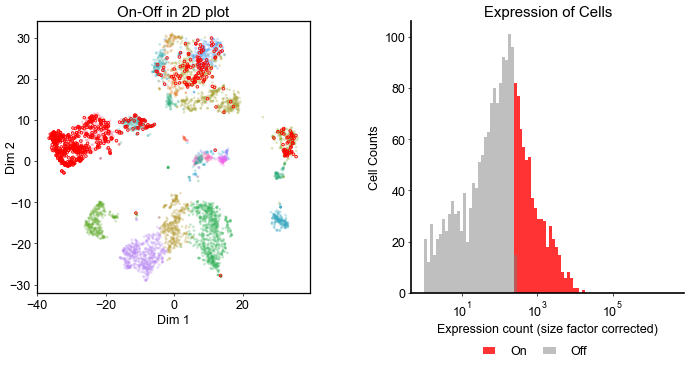 On-Off in 2D plot
30
20
10
0
−10
−20
−30
Dim 2
−40
−20
0
20
Dim 1
Expression of Cells
100
80
60
40
20
0
Cell Counts
10^1
10^3
10^5
Expression count (size factor corrected)
On Off